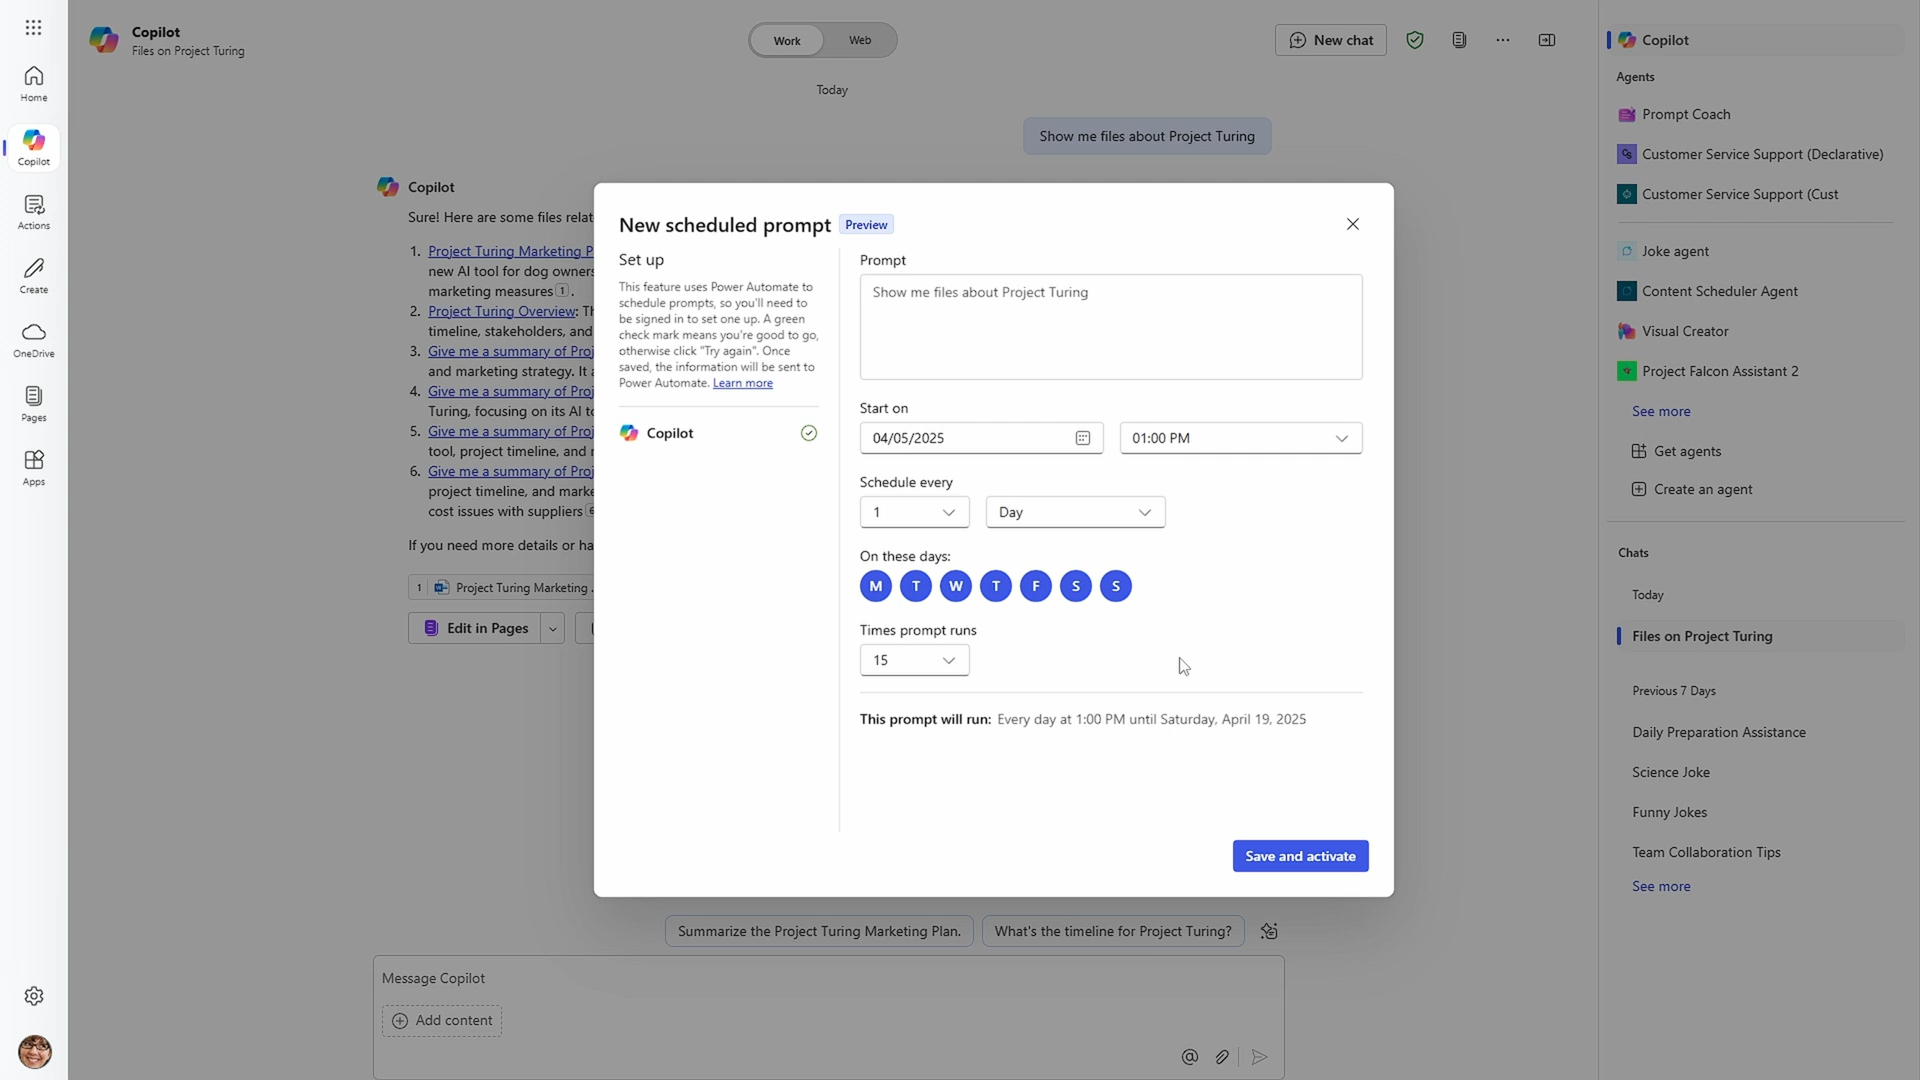 Copilot
Files on Project Turing
Work
Web
New chat
Home
Copilot
Actions
Create
OneDrive
Pages
Apps
Today
Show me files about Project Turing
Copilot
Sure! Here are some files relat
1. Project Turing Marketing P
new AI tool for dog owners
marketing measures 1 .
2. Project Turing Overview: Th
timeline, stakeholders, and
3. Give me a summary of Proj
and marketing strategy. It a
4. Give me a summary of Proj
Turing, focusing on its AI to
5. Give me a summary of Proj
tool, project timeline, and
6. Give me a summary of Proj
project timeline, and marke
cost issues with suppliers
If you need more details or ha
1 Project Turing Marketing ..
Edit in Pages
New scheduled prompt
Preview
Set up
This feature uses Power Automate to
schedule prompts, so you'll need to
be signed in to set one up. A green
check mark means you're good to go,
otherwise click "Try again". Once
saved, the information will be sent to
Power Automate. Learn more
Copilot
Prompt
Show me files about Project Turing
Start on
04/05/2025
01:00 PM
Schedule every
1
Day
On these days:
M T W T F S S
Times prompt runs
15
This prompt will run: Every day at 1:00 PM until Saturday, April 19, 2025
Save and activate
Summarize the Project Turing Marketing Plan.
What's the timeline for Project Turing?
Message Copilot
Add content
Copilot
Agents
Prompt Coach
Customer Service Support (Declarative)
Customer Service Support (Cust
Joke agent
Content Scheduler Agent
Visual Creator
Project Falcon Assistant 2
See more
Get agents
Create an agent
Chats
Today
Files on Project Turing
Previous 7 Days
Daily Preparation Assistance
Science Joke
Funny Jokes
Team Collaboration Tips
See more